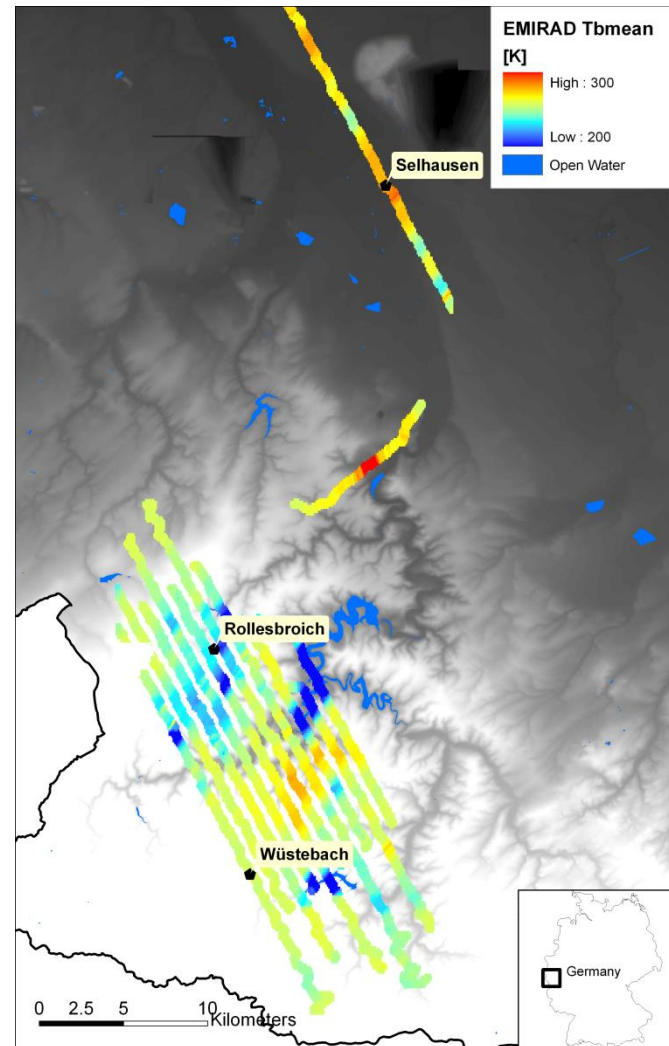 EMIRAD Tbmean
[K]
High : 300
Low : 200
Open Water
Selhausen
Rollesbroich
Wüstebach
Germany
0 2.5 5 10
Kilometers